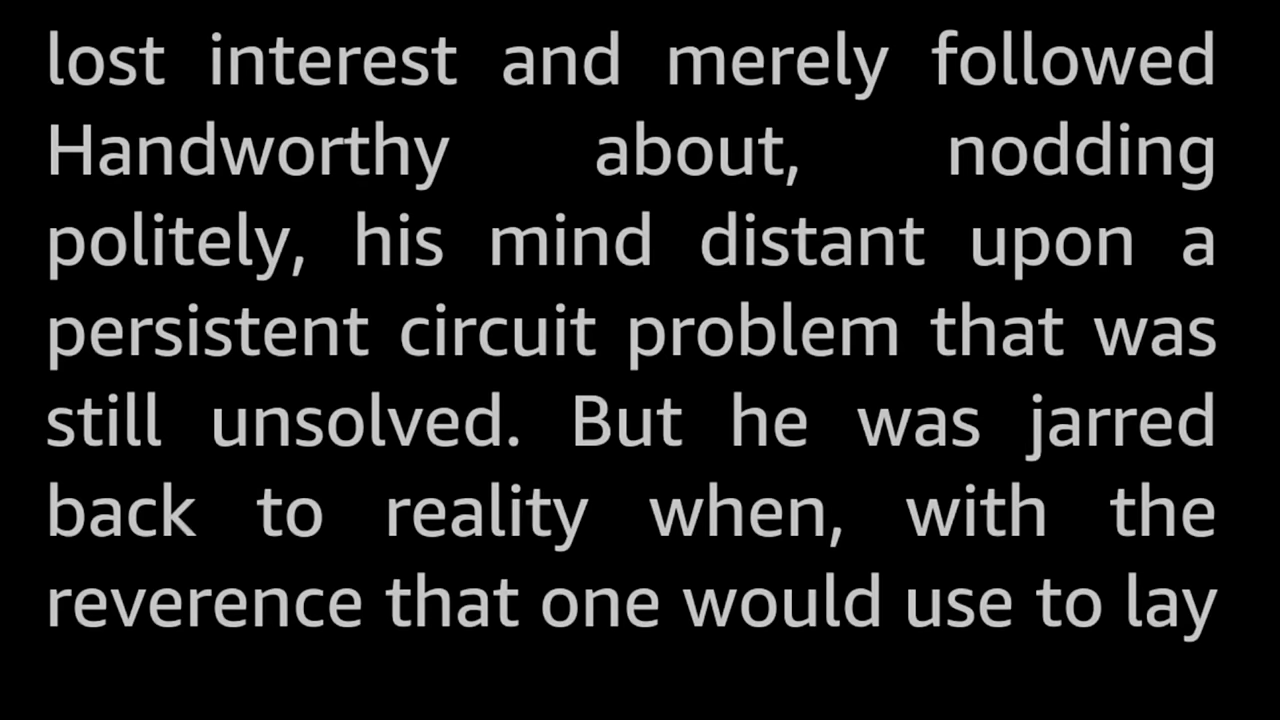 lost interest and merely followed
Handworthy about, nodding
politely, his mind distant upon a
persistent circuit problem that was
still unsolved. But he was jarred
back to reality when, with the
reverence that one would use to lay